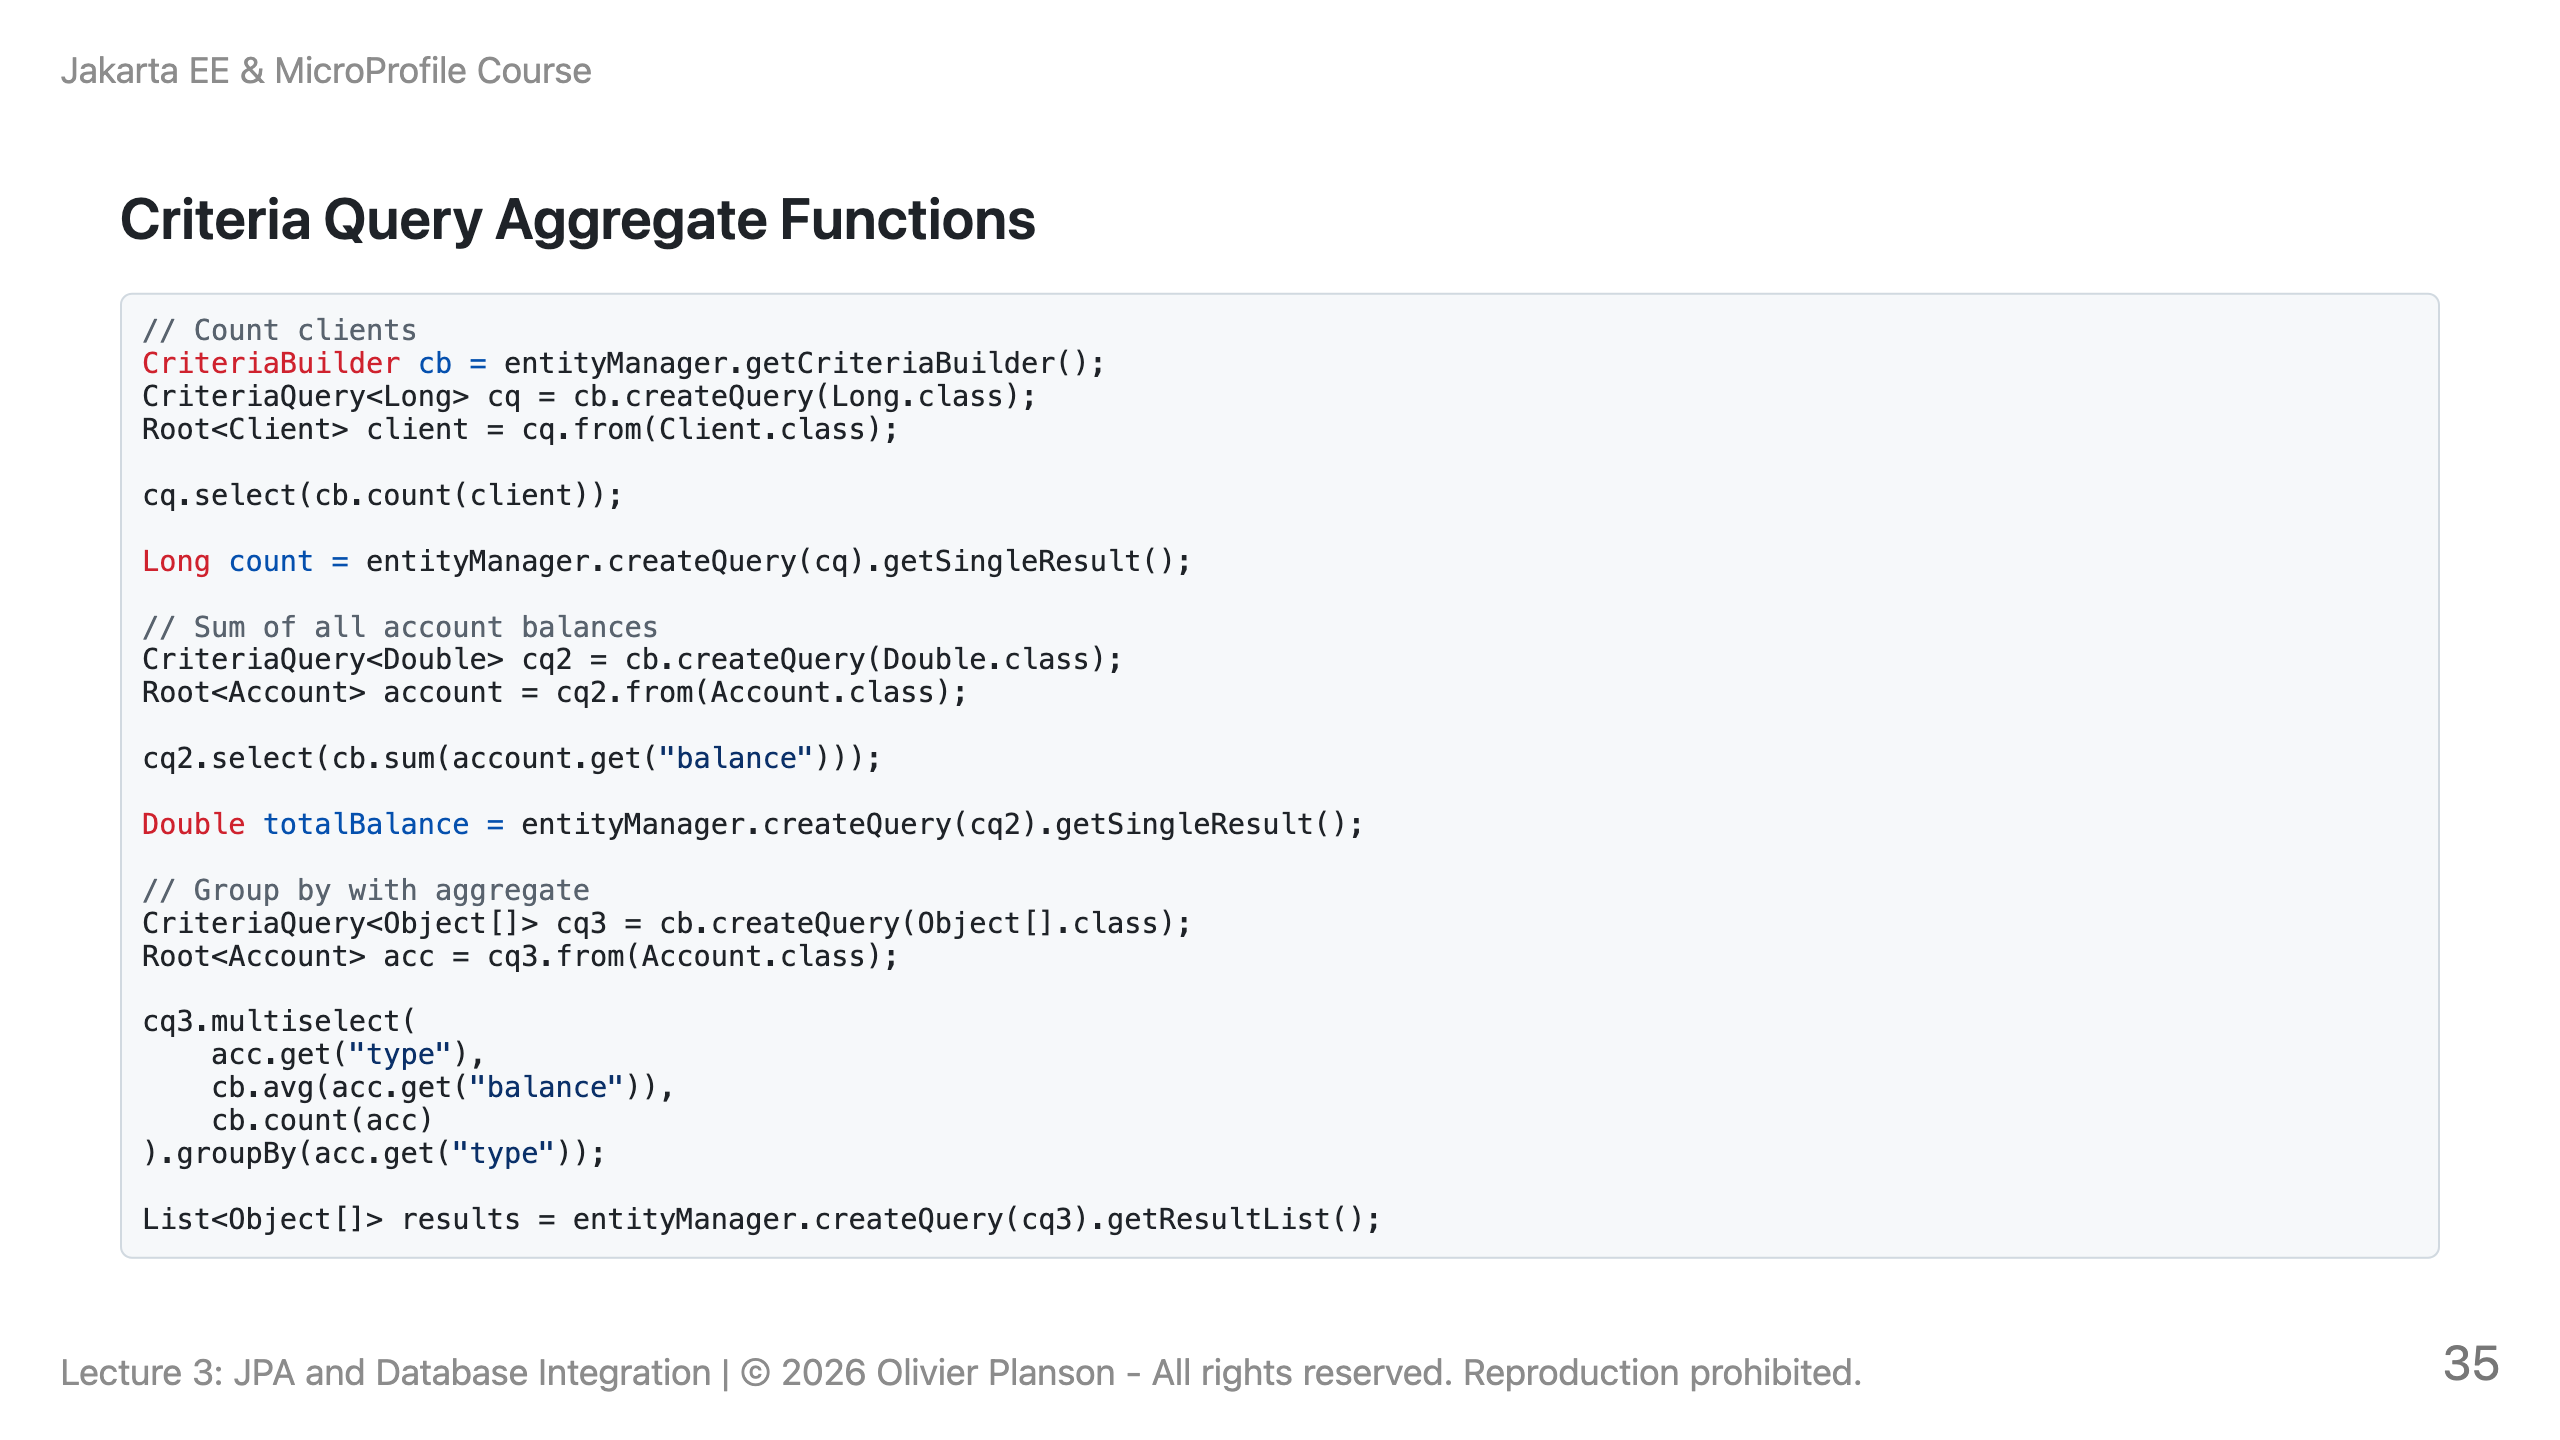 Jakarta EE & MicroProfile Course
Criteria Query Aggregate Functions
// Count clients
CriteriaBuilder cb = entityManager.getCriteriaBuilder();
CriteriaQuery<Long> cq = cb.createQuery(Long.class);
Root<Client> client = cq.from(Client.class);
cq.select(cb.count(client));
Long count = entityManager.createQuery(cq).getSingleResult();
// Sum of all account balances
CriteriaQuery<Double> cq2 = cb.createQuery(Double.class);
Root<Account> account = cq2.from(Account.class);
cq2.select(cb.sum(account.get("balance")));
Double totalBalance = entityManager.createQuery(cq2).getSingleResult();
// Group by with aggregate
CriteriaQuery<Object[]> cq3 = cb.createQuery(Object[].class);
Root<Account> acc = cq3.from(Account.class);
cq3.multiselect(
    acc.get("type"),
    cb.avg(acc.get("balance")),
    cb.count(acc)
).groupBy(acc.get("type"));
List<Object[]> results = entityManager.createQuery(cq3).getResultList();
Lecture 3: JPA and Database Integration | © 2026 Olivier Planson - All rights reserved. Reproduction prohibited.
35